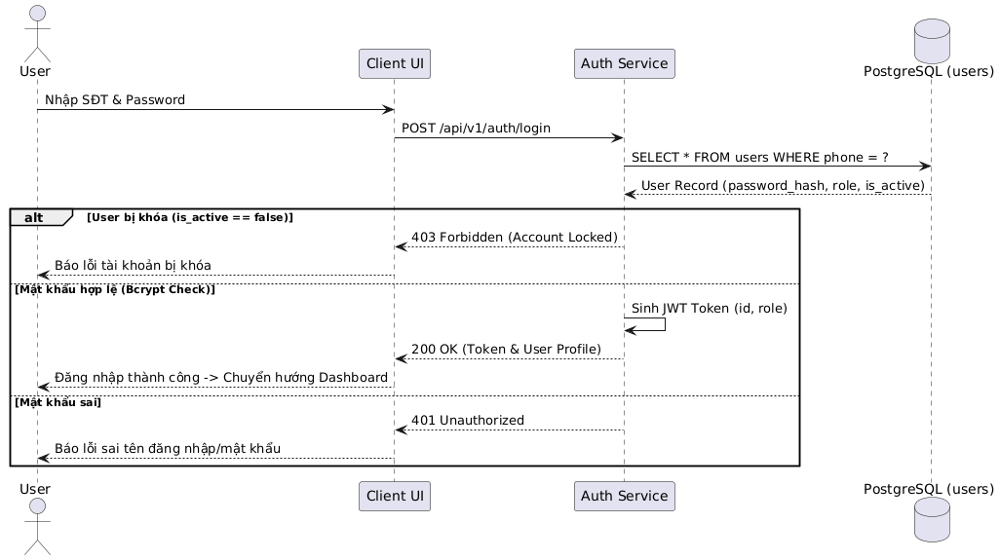 User
Client UI
Auth Service
PostgreSQL (users)
Nhập SĐT & Password
POST /api/v1/auth/login
SELECT * FROM users WHERE phone = ?
User Record (password_hash, role, is_active)
alt
[User bị khóa (is_active == false)]
403 Forbidden (Account Locked)
Báo lỗi tài khoản bị khóa
[Mật khẩu hợp lệ (Bcrypt Check)]
Sinh JWT Token (id, role)
200 OK (Token & User Profile)
Đăng nhập thành công -> Chuyển hướng Dashboard
[Mật khẩu sai]
401 Unauthorized
Báo lỗi sai tên đăng nhập/mật khẩu
User
Client UI
Auth Service
PostgreSQL (users)